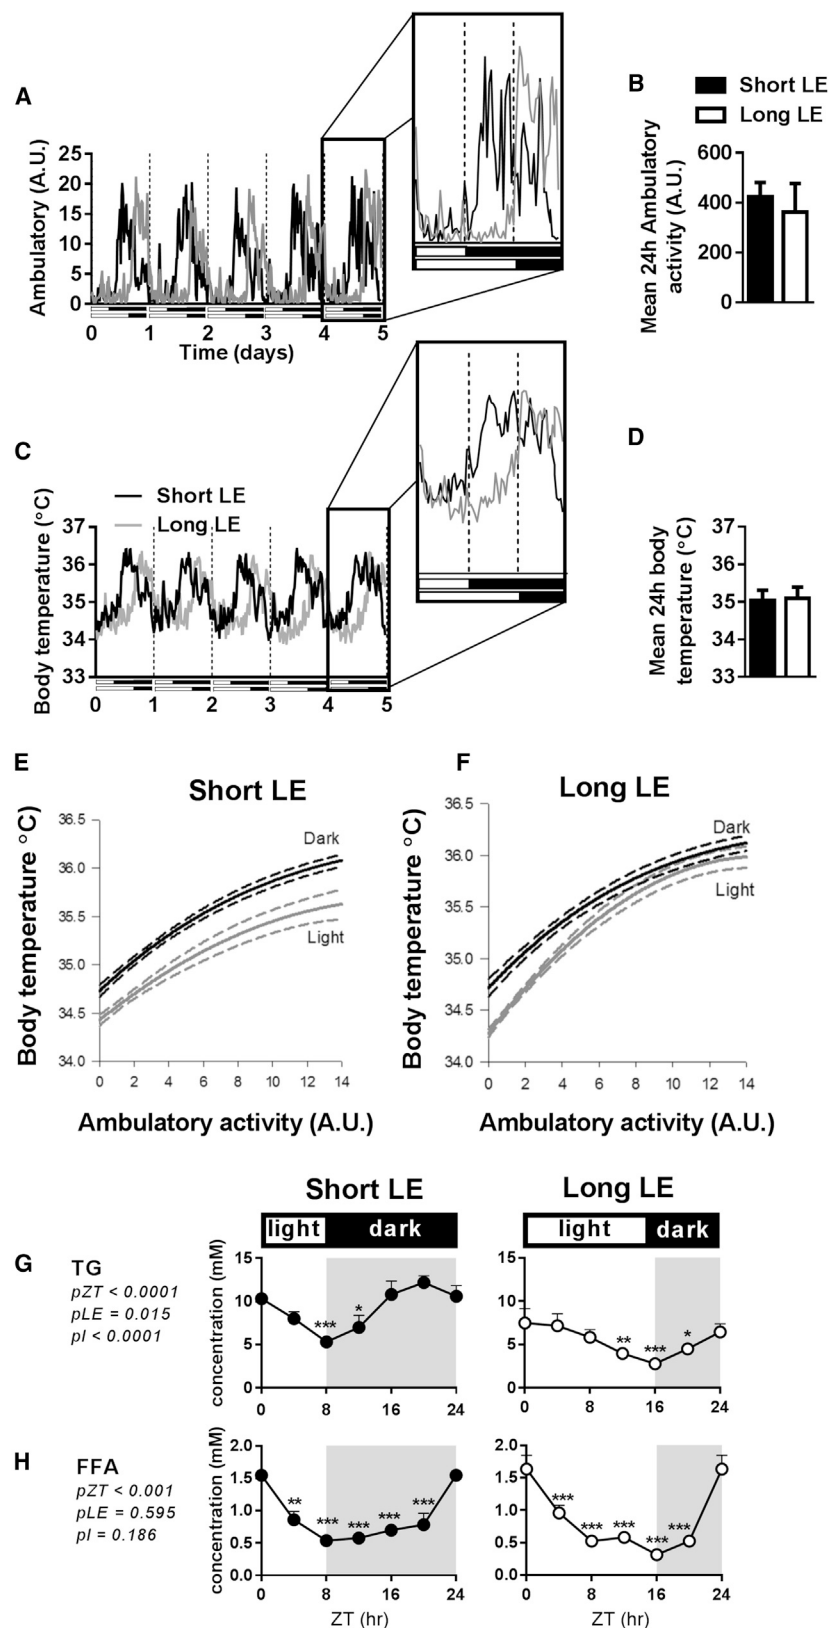 A
Ambulatory (A.U.)
25
20
15
10
5
0
0 1 2 3 4 5
Time (days)
B
Short LE
Long LE
Mean 24h Ambulatory
activity (A.U.)
600
400
200
0
C
Short LE
Long LE
Body temperature (°C)
37
36
35
34
33
0 1 2 3 4 5
D
Mean 24h body
temperature (°C)
37
36
35
34
33
E
Short LE
Body temperature °C)
36.5
36.0
35.5
35.0
34.5
34.0
Dark
Light
0 2 4 6 8 10 12 14
Ambulatory activity (A.U.)
F
Long LE
Body temperature °C)
36.5
36.0
35.5
35.0
34.5
34.0
Dark
Light
0 2 4 6 8 10 12 14
Ambulatory activity (A.U.)
Short LE
Long LE
light dark
light dark
G
TG
pZT < 0.0001
pLE = 0.015
pI < 0.0001
concentration (mM)
15
10
5
0
*** *
0 8 16 24
15
10
5
0
** *** *
0 8 16 24
H
FFA
pZT < 0.001
pLE = 0.595
pI = 0.186
concentration (mM)
2.0
1.5
1.0
0.5
0.0
** *** *** *** ***
0 8 16 24
ZT (hr)
2.0
1.5
1.0
0.5
0.0
*** *** *** *** ***
0 8 16 24
ZT (hr)